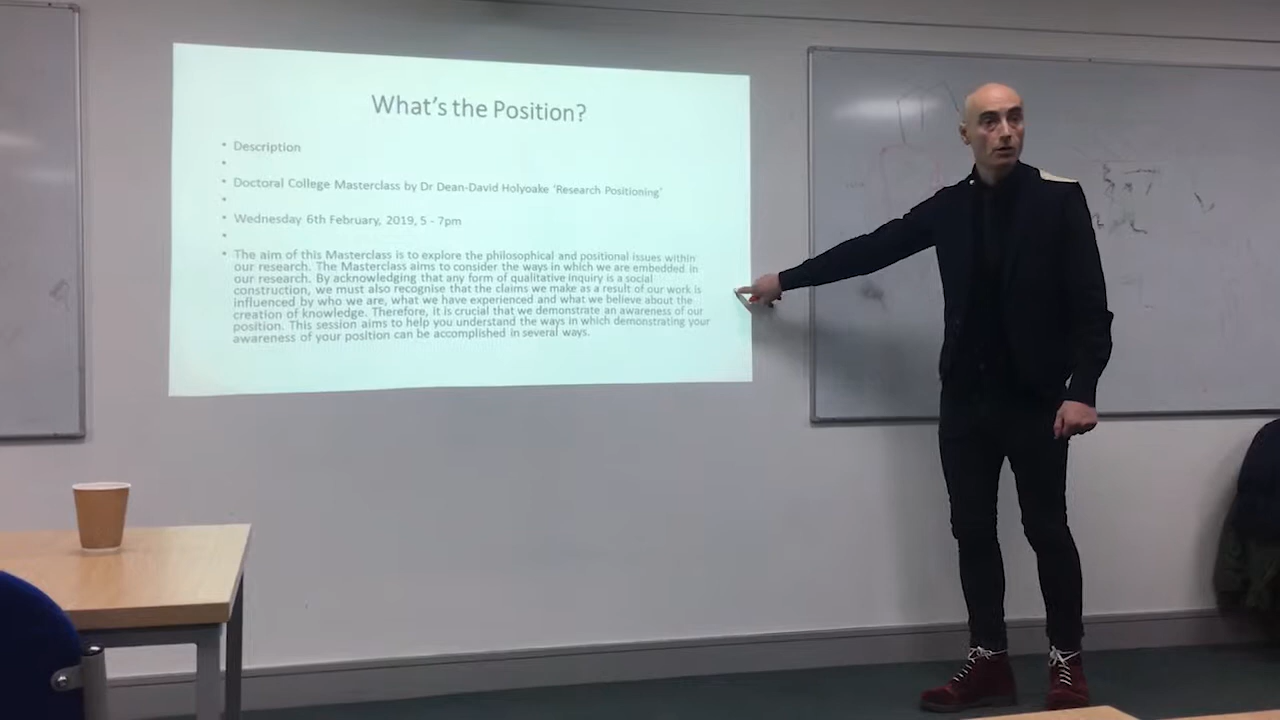 What's the Position?
• Description
•
• Doctoral College Masterclass by Dr Dean-David Holyoake 'Research Positioning'
•
• Wednesday 6th February, 2019, 5 - 7pm
•
• The aim of this Masterclass is to explore the philosophical and positional issues within
our research. The Masterclass aims to consider the ways in which we are embedded in
our research. By acknowledging that any form of qualitative inquiry is a social
construction, we must also recognise that the claims we make as a result of our work is
influenced by who we are, what we have experienced and what we believe about the
creation of knowledge. Therefore, it is crucial that we demonstrate an awareness of our
position. This session aims to help you understand the ways in which demonstrating your
awareness of your position can be accomplished in several ways.